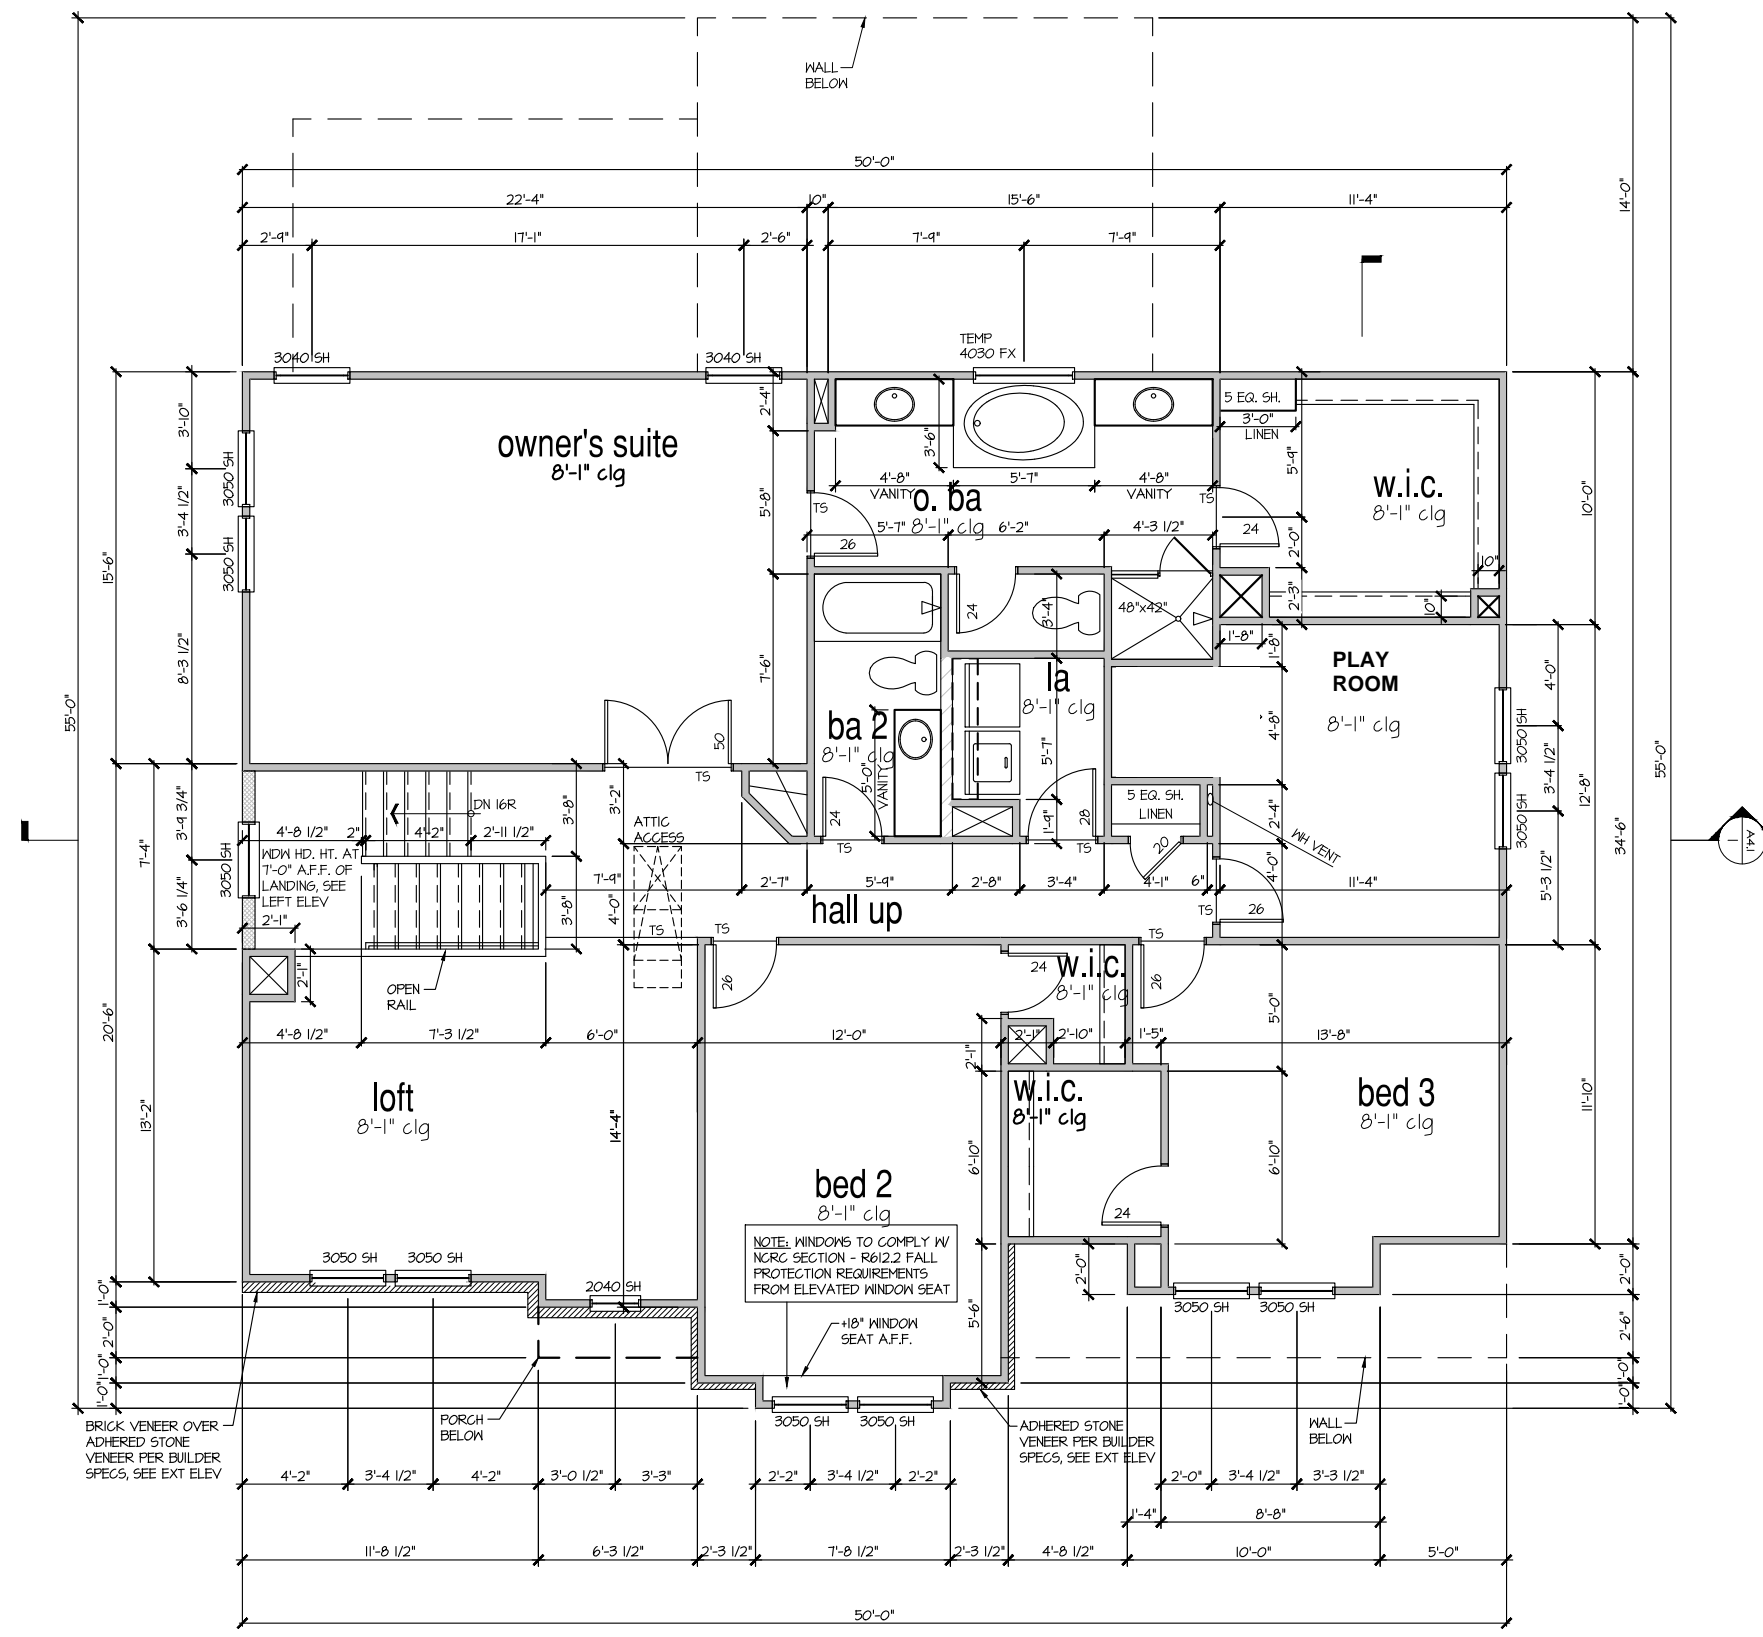 WALL
BELOW
50'-0"
22'-4" 10" 15'-6" 11'-4"
14'-0"
2'-9" 17'-1" 2'-6" 7'-9" 7'-9"
TEMP
4030 FX
3040 SH 3040 SH
owner's suite
8'-1" clg
3'-10"
3050 SH
3'-4 1/2"
3050 SH
8'-3 1/2"
15'-6"
55'-0"
2'-4"
5'-8"
7'-6"
3'-6"
4'-8" 5'-7" 4'-8"
VANITY VANITY
o. ba
8'-1" clg
5'-7" 6'-2" 4'-3 1/2"
TS
26
TS
24
5 EQ. SH.
3'-0"
LINEN
5'-9"
2'-0"
2'-3"
w.i.c.
8'-1" clg
10'-0"
10"
10"
24
3'-4"
48"x42"
1'-8"
1'-8"
PLAY
ROOM
8'-1" clg
4'-0"
3050 SH
3'-4 1/2"
3050 SH
5'-3 1/2"
12'-8"
34'-6"
55'-0"
A4.1
1
la
8'-1" clg
5'-7"
1'-9"
ba 2
8'-1" clg
5'-0"
VANITY
4'-8"
2'-4"
5 EQ. SH.
LINEN
WH VENT
50
TS
24
TS
28
TS
20
4'-0"
26
TS
7'-4"
3'-9 3/4"
3'-6 1/4"
3050 SH
DN 16R
4'-8 1/2" 2" 4'-2" 2'-11 1/2"
3'-8"
3'-2"
ATTIC
ACCESS
WDW HD. HT. AT
7'-0" A.F.F. OF
LANDING, SEE
LEFT ELEV
2'-1"
7'-9" 2'-7" 5'-9" 2'-8" 3'-4" 4'-1" 6" 11'-4"
3'-8"
4'-0"
hall up
TS
TS
TS
OPEN
RAIL
2'-1"
26
24
w.i.c.
8'-1" clg
26
5'-0"
4'-8 1/2" 7'-3 1/2" 6'-0" 12'-0" 2'-1" 2'-10" 1'-5" 13'-8"
2'-1"
20'-6"
13'-2"
loft
8'-1" clg
14'-4"
w.i.c.
8'-1" clg
bed 3
8'-1" clg
11'-10"
6'-10"
6'-10"
24
bed 2
8'-1" clg
NOTE: WINDOWS TO COMPLY W/
NCRC SECTION - R612.2 FALL
PROTECTION REQUIREMENTS
FROM ELEVATED WINDOW SEAT
3050 SH 3050 SH
2040 SH
5'-6"
2'-0"
3050 SH 3050 SH
+18" WINDOW
SEAT A.F.F.
1'-0"
2'-0"
1'-0"
1'-0"
2'-0"
2'-6"
1'-0"
1'-0"
3050 SH 3050 SH
BRICK VENEER OVER
ADHERED STONE
VENEER PER BUILDER
SPECS, SEE EXT ELEV
PORCH
BELOW
ADHERED STONE
VENEER PER BUILDER
SPECS, SEE EXT ELEV
WALL
BELOW
4'-2" 3'-4 1/2" 4'-2" 3'-0 1/2" 3'-3" 2'-2" 3'-4 1/2" 2'-2" 2'-0" 3'-4 1/2" 3'-3 1/2"
1'-4" 8'-8"
11'-8 1/2" 6'-3 1/2" 2'-3 1/2" 7'-8 1/2" 2'-3 1/2" 4'-8 1/2" 10'-0" 5'-0"
50'-0"